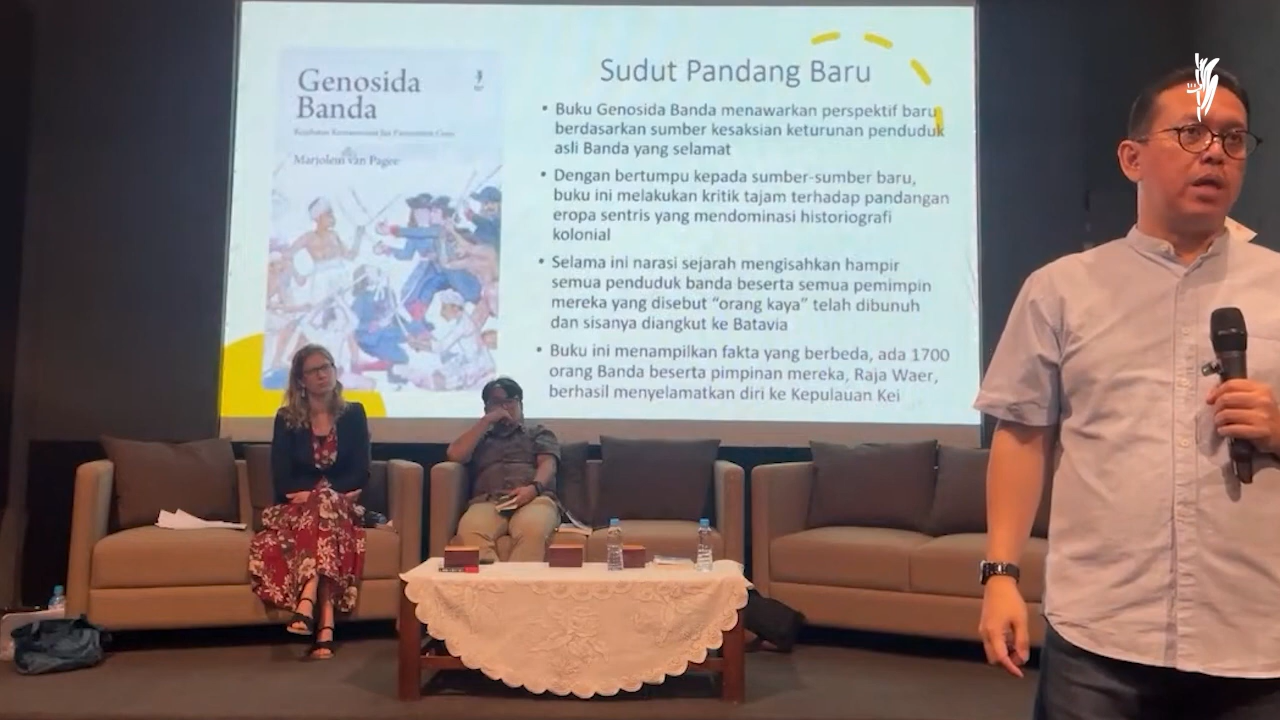 Genosida
Banda
Marjolein van Pagee
Sudut Pandang Baru
• Buku Genosida Banda menawarkan perspektif baru
berdasarkan sumber kesaksian keturunan penduduk
asli Banda yang selamat
• Dengan bertumpu kepada sumber-sumber baru,
buku ini melakukan kritik tajam terhadap pandangan
eropa sentris yang mendominasi historiografi
kolonial
• Selama ini narasi sejarah mengisahkan hampir
semua penduduk banda beserta semua pemimpin
mereka yang disebut “orang kaya” telah dibunuh
dan sisanya diangkut ke Batavia
• Buku ini menampilkan fakta yang berbeda, ada 1700
orang Banda beserta pimpinan mereka, Raja Waer,
berhasil menyelamatkan diri ke Kepulauan Kei